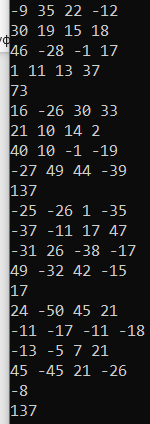 -9 35 22 -12
30 19 15 18
46 -28 -1 17
1 11 13 37
73
16 -26 30 33
21 10 14 2
40 10 -1 -19
-27 49 44 -39
137
-25 -26 1 -35
-37 -11 17 47
-31 26 -38 -17
49 -32 42 -15
17
24 -50 45 21
-11 -17 -11 -18
-13 -5 7 21
45 -45 21 -26
-8
137